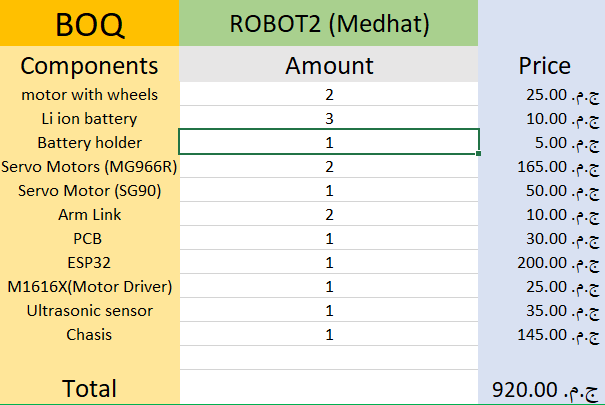 BOQ ROBOT2 (Medhat)
Components Amount Price
motor with wheels 2 ج.م. 25.00
Li ion battery 3 ج.م. 10.00
Battery holder 1 ج.م. 5.00
Servo Motors (MG966R) 2 ج.م. 165.00
Servo Motor (SG90) 1 ج.م. 50.00
Arm Link 2 ج.م. 10.00
PCB 1 ج.م. 30.00
ESP32 1 ج.م. 200.00
M1616X(Motor Driver) 1 ج.م. 25.00
Ultrasonic sensor 1 ج.م. 35.00
Chasis 1 ج.م. 145.00
Total ج.م. 920.00